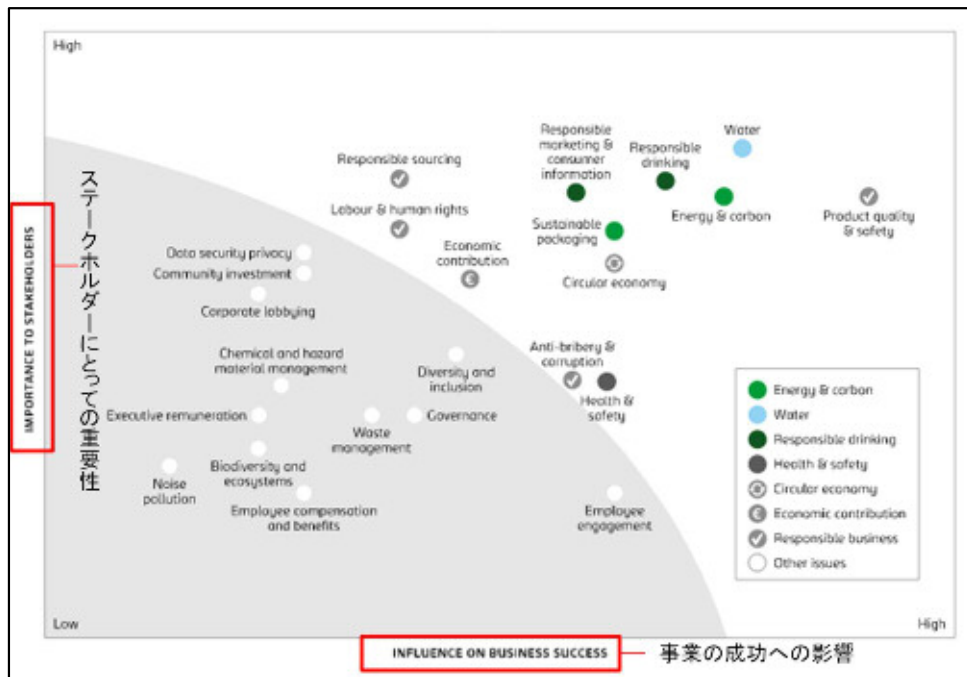 High
Responsible
marketing &
consumer
information
Water
Responsible
drinking
Responsible sourcing
Labour & human rights
Energy & carbon
Product quality
& safety
Sustainable
packaging
Economic
contribution
Circular economy
Data security privacy
Community investment
Corporate lobbying
Chemical and hazard
material management
Diversity and
inclusion
Anti-bribery &
corruption
Health &
safety
Executive remuneration
Waste
management
Governance
Biodiversity and
ecosystems
Noise
pollution
Employee compensation
and benefits
Employee
engagement
Energy & carbon
Water
Responsible drinking
Health & safety
Circular economy
Economic contribution
Responsible business
Other issues
IMPORTANCE TO STAKEHOLDERS
ステークホルダーにとっての重要性
Low
High
INFLUENCE ON BUSINESS SUCCESS
事業の成功への影響